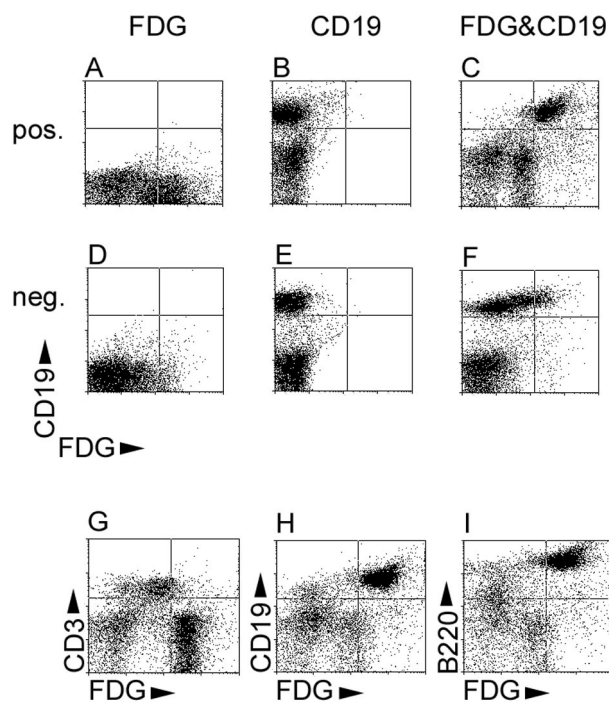 FDG CD19 FDG&CD19
A B C
pos.
D E F
neg.
CD19
FDG
G H I
CD3 CD19 B220
FDG FDG FDG